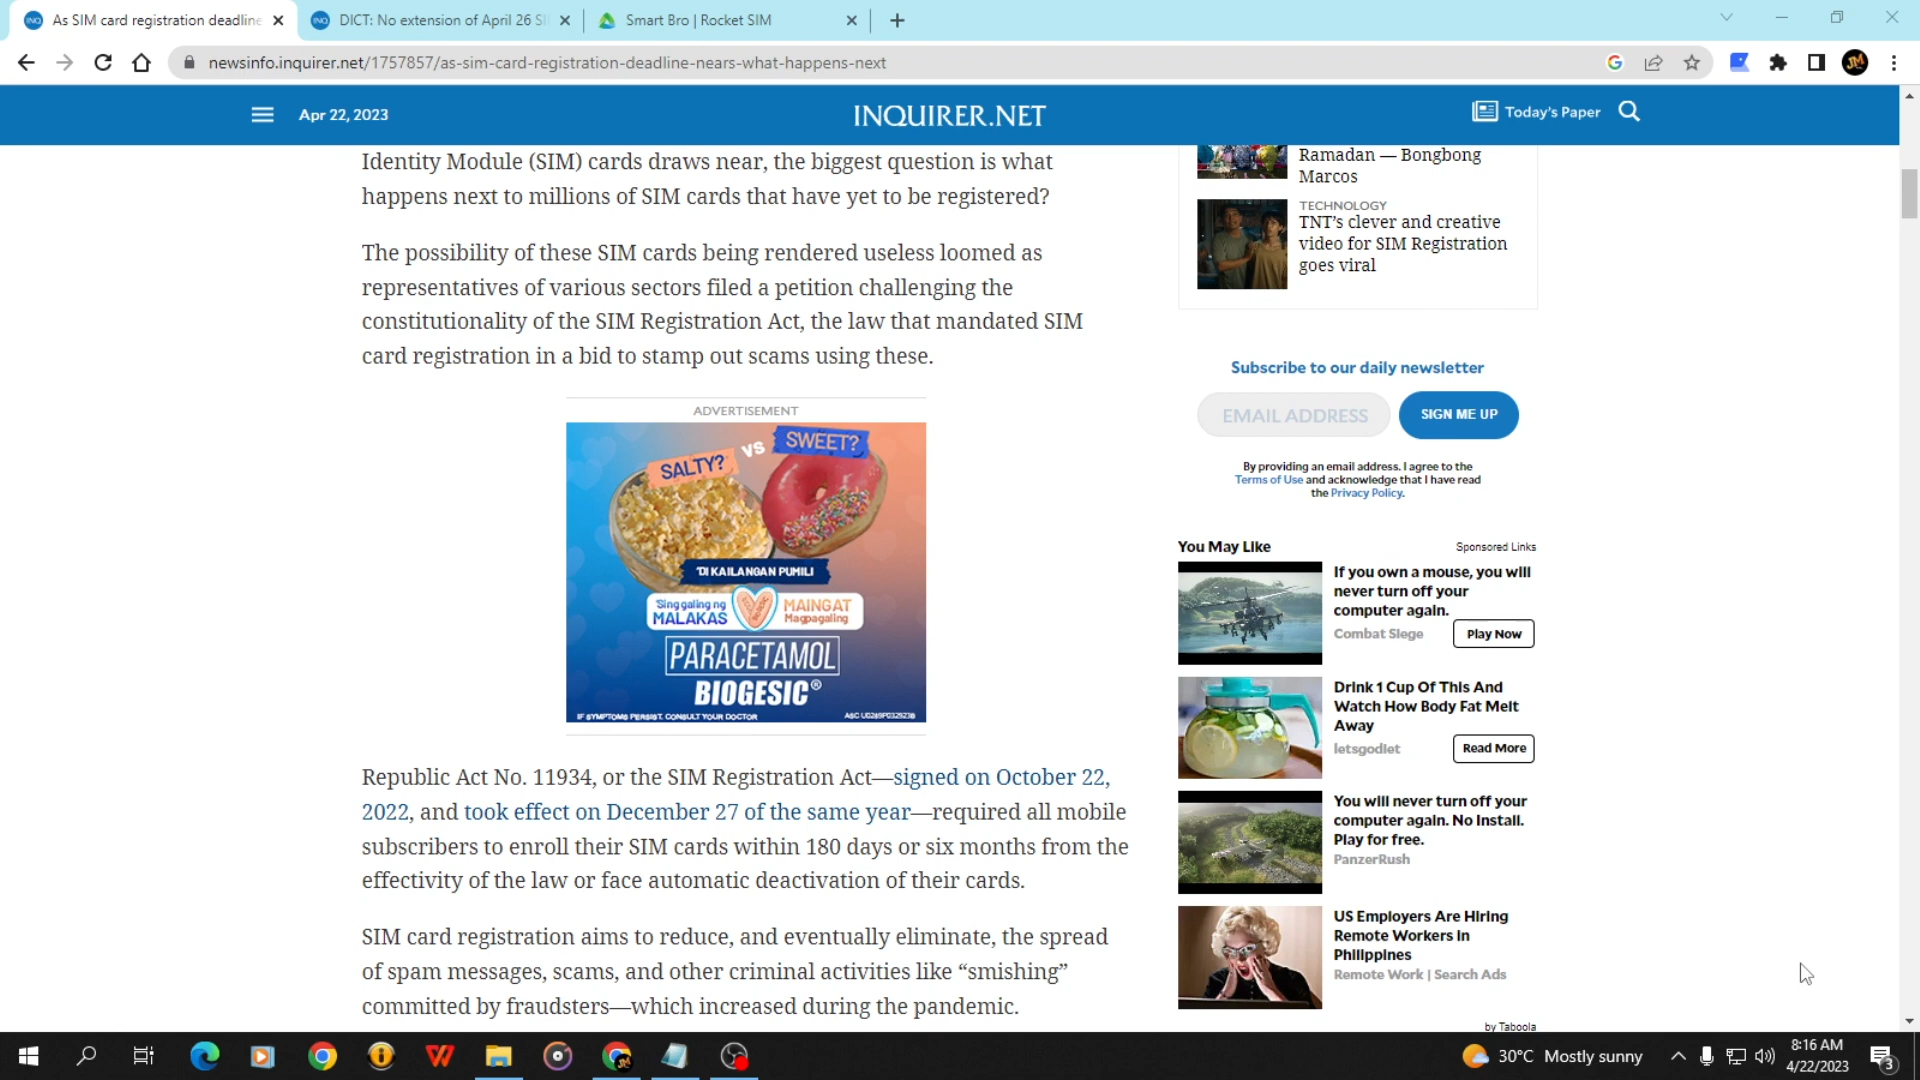 As SIM card registration deadline
DICT: No extension of April 26 SI
Smart Bro | Rocket SIM
newsinfo.inquirer.net/1757857/as-sim-card-registration-deadline-nears-what-happens-next
Apr 22, 2023
INQUIRER.NET
Today's Paper
Identity Module (SIM) cards draws near, the biggest question is what
happens next to millions of SIM cards that have yet to be registered?
The possibility of these SIM cards being rendered useless loomed as
representatives of various sectors filed a petition challenging the
constitutionality of the SIM Registration Act, the law that mandated SIM
card registration in a bid to stamp out scams using these.
ADVERTISEMENT
SALTY?
VS
SWEET?
'DI KAILANGAN PUMILI
'Sing galing ng
MALAKAS
MAINGAT
Magpagaling
PARACETAMOL
BIOGESIC®
IF SYMPTOMS PERSIST, CONSULT YOUR DOCTOR
Republic Act No. 11934, or the SIM Registration Act—signed on October 22,
2022, and took effect on December 27 of the same year—required all mobile
subscribers to enroll their SIM cards within 180 days or six months from the
effectivity of the law or face automatic deactivation of their cards.
SIM card registration aims to reduce, and eventually eliminate, the spread
of spam messages, scams, and other criminal activities like “smishing”
committed by fraudsters—which increased during the pandemic.
Ramadan — Bongbong
Marcos
TECHNOLOGY
TNT’s clever and creative
video for SIM Registration
goes viral
Subscribe to our daily newsletter
EMAIL ADDRESS
SIGN ME UP
By providing an email address. I agree to the
Terms of Use and acknowledge that I have read
the Privacy Policy.
You May Like
Sponsored Links
If you own a mouse, you will
never turn off your
computer again.
Combat Siege
Play Now
Drink 1 Cup Of This And
Watch How Body Fat Melt
Away
letsgodiet
Read More
You will never turn off your
computer again. No Install.
Play for free.
PanzerRush
US Employers Are Hiring
Remote Workers In
Philippines
Remote Work | Search Ads
by Taboola
30°C Mostly sunny
8:16 AM
4/22/2023
3